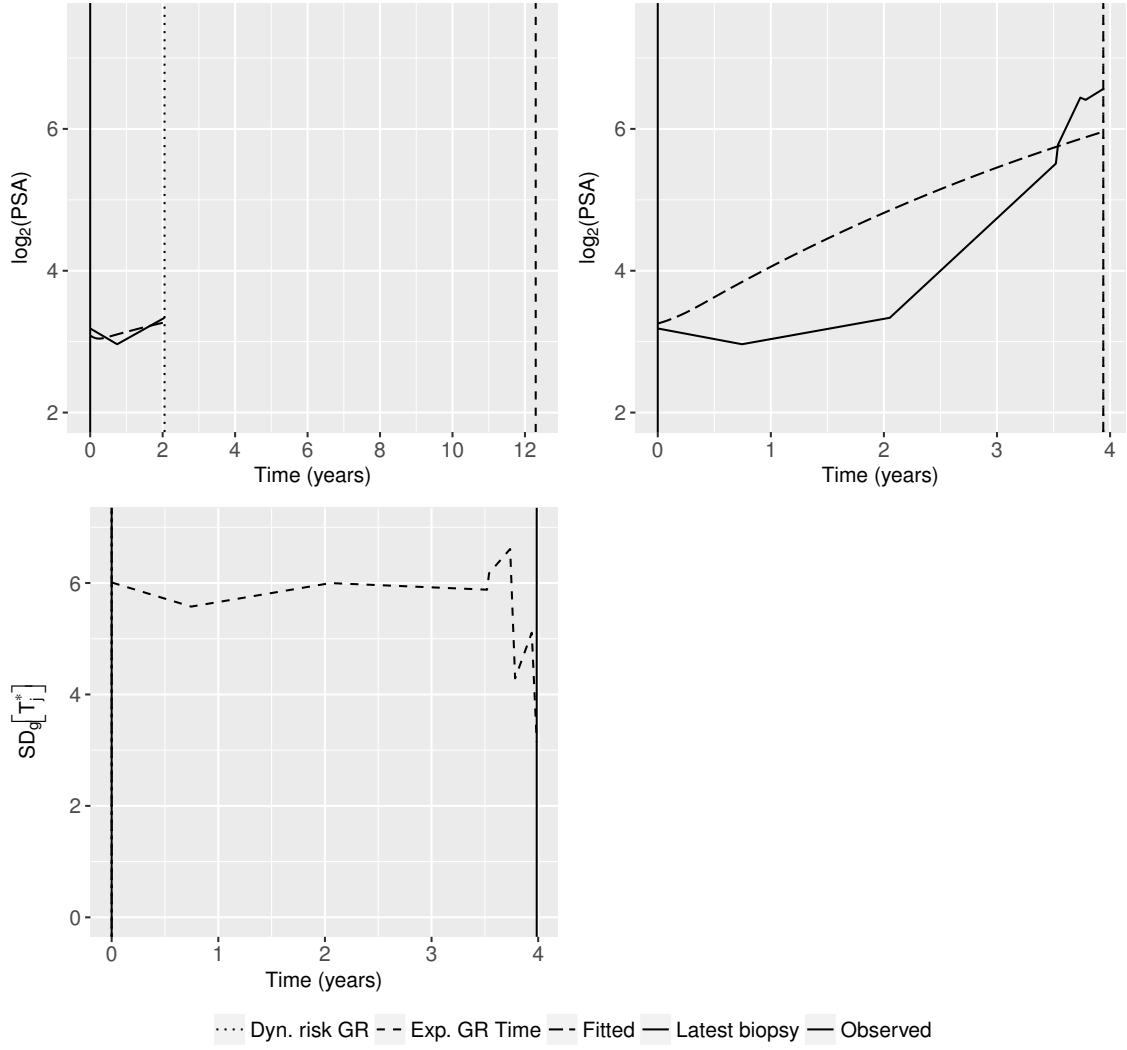 log₂(PSA)
6
4
2
0 2 4 6 8 10 12
Time (years)
log₂(PSA)
6
4
2
0 1 2 3 4
Time (years)
SD_g[T_j^*]
6
4
2
0
0 1 2 3 4
Time (years)
Dyn. risk GR Exp. GR Time Fitted Latest biopsy Observed